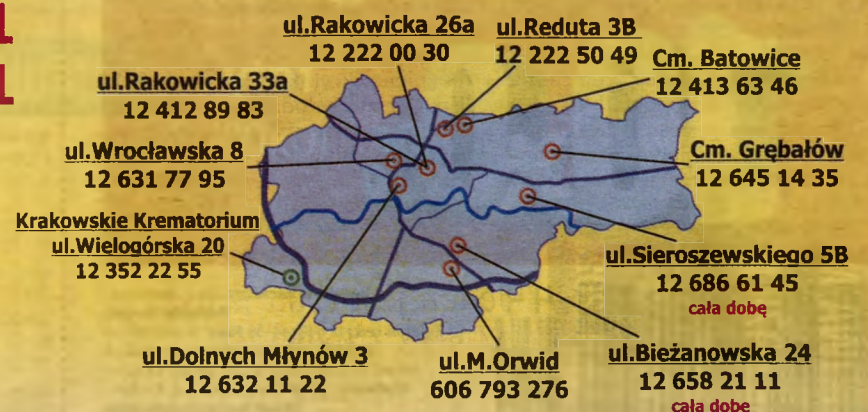 1
1
ul.Rakowicka 26a
12 222 00 30
ul.Reduta 3B
12 222 50 49
Cm. Batowice
12 413 63 46
ul.Rakowicka 33a
12 412 89 83
ul.Wrocławska 8
12 631 77 95
Cm. Grębałów
12 645 14 35
Krakowskie Krematorium
ul.Wielogórska 20
12 352 22 55
ul.Sieroszewskiego 5B
12 686 61 45
cała dobę
ul.Dolnych Młynów 3
12 632 11 22
ul.M.Orwid
606 793 276
ul.Bieżanowska 24
12 658 21 11
cała dobę